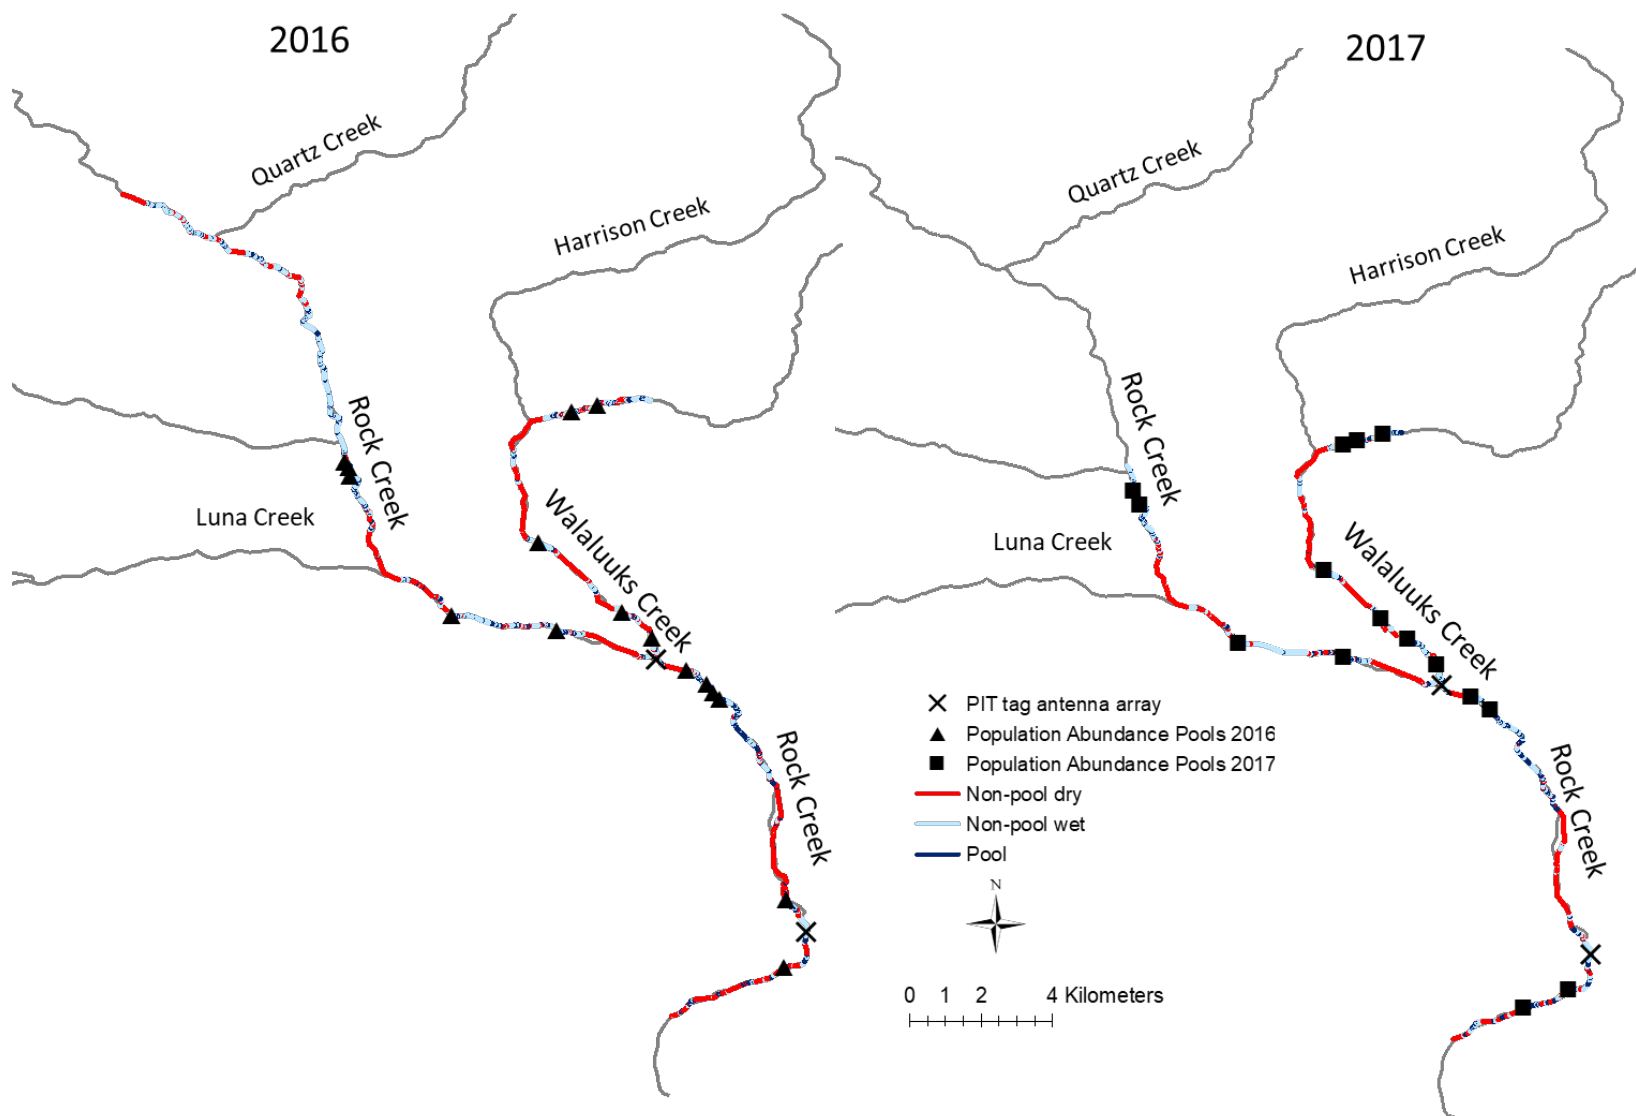 2016
2017
Quartz Creek
Quartz Creek
Harrison Creek
Harrison Creek
Rock Creek
Rock Creek
Luna Creek
Luna Creek
Walaluuks Creek
Walaluuks Creek
Rock Creek
Rock Creek
PIT tag antenna array
Population Abundance Pools 2016
Population Abundance Pools 2017
Non-pool dry
Non-pool wet
Pool
N
0 1 2 4 Kilometers